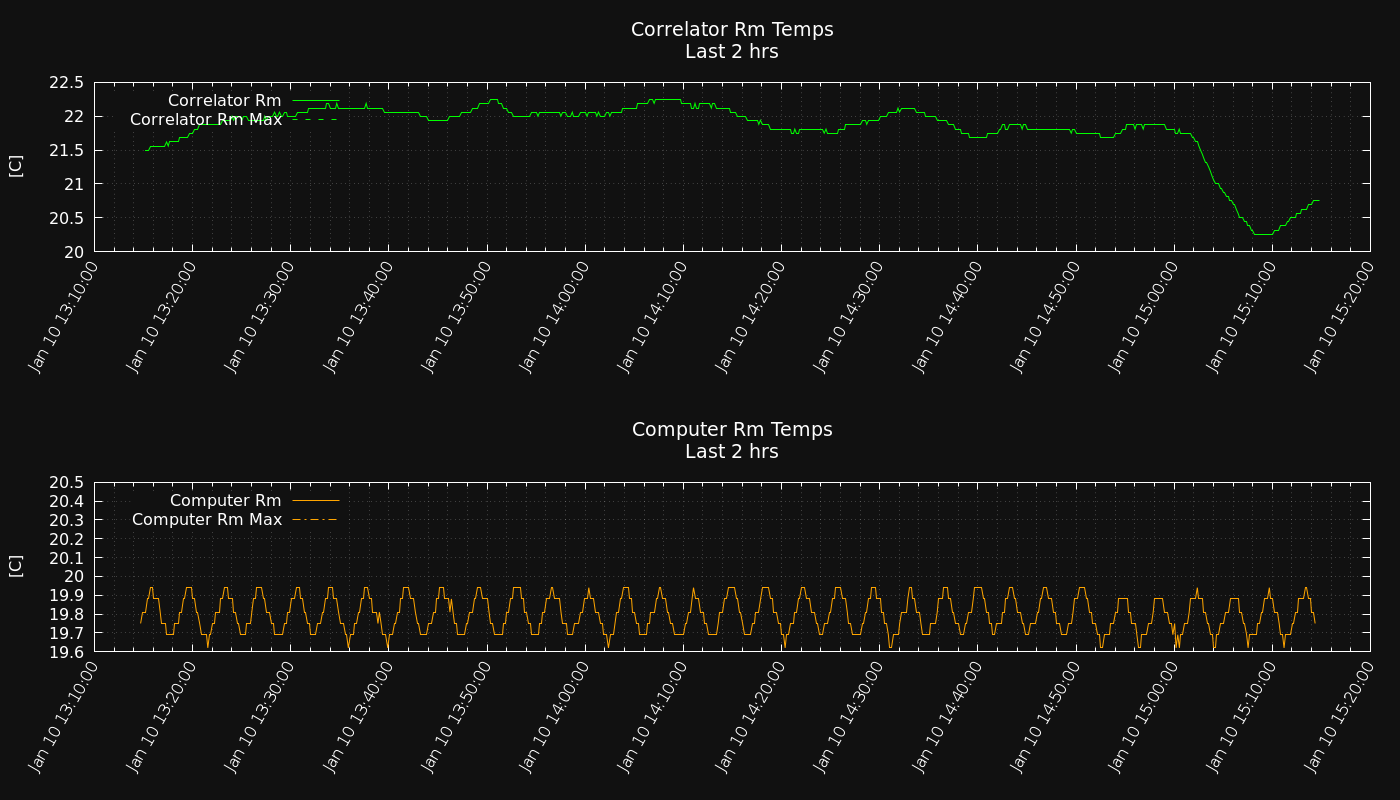 Correlator Rm Temps
Last 2 hrs
22.5
22
21.5
21
20.5
20
[C]
Correlator Rm
Correlator Rm Max
Jan 10 13:10:00
Jan 10 13:20:00
Jan 10 13:30:00
Jan 10 13:40:00
Jan 10 13:50:00
Jan 10 14:00:00
Jan 10 14:10:00
Jan 10 14:20:00
Jan 10 14:30:00
Jan 10 14:40:00
Jan 10 14:50:00
Jan 10 15:00:00
Jan 10 15:10:00
Jan 10 15:20:00
Computer Rm Temps
Last 2 hrs
20.5
20.4
20.3
20.2
20.1
20
19.9
19.8
19.7
19.6
[C]
Computer Rm
Computer Rm Max
Jan 10 13:10:00
Jan 10 13:20:00
Jan 10 13:30:00
Jan 10 13:40:00
Jan 10 13:50:00
Jan 10 14:00:00
Jan 10 14:10:00
Jan 10 14:20:00
Jan 10 14:30:00
Jan 10 14:40:00
Jan 10 14:50:00
Jan 10 15:00:00
Jan 10 15:10:00
Jan 10 15:20:00